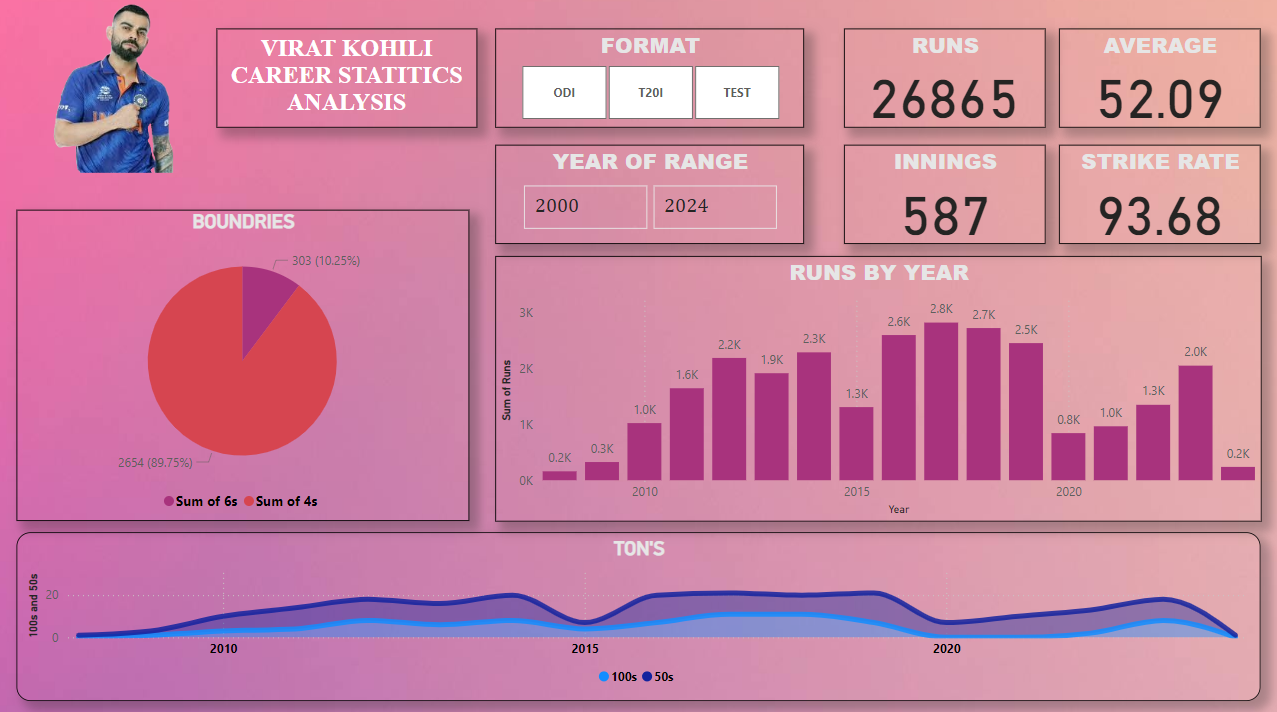 VIRAT KOHILI
CAREER STATITICS
ANALYSIS
FORMAT
ODI
T20I
TEST
RUNS
26865
AVERAGE
52.09
YEAR OF RANGE
2000
2024
INNINGS
587
STRIKE RATE
93.68
BOUNDRIES
303 (10.25%)
2654 (89.75%)
Sum of 6s
Sum of 4s
RUNS BY YEAR
Sum of Runs
3K
2K
1K
0K
0.2K
0.3K
1.0K
1.6K
2.2K
1.9K
2.3K
1.3K
2.6K
2.8K
2.7K
2.5K
0.8K
1.0K
1.3K
2.0K
0.2K
2010
2015
2020
Year
TON'S
100s and 50s
20
0
2010
2015
2020
100s
50s